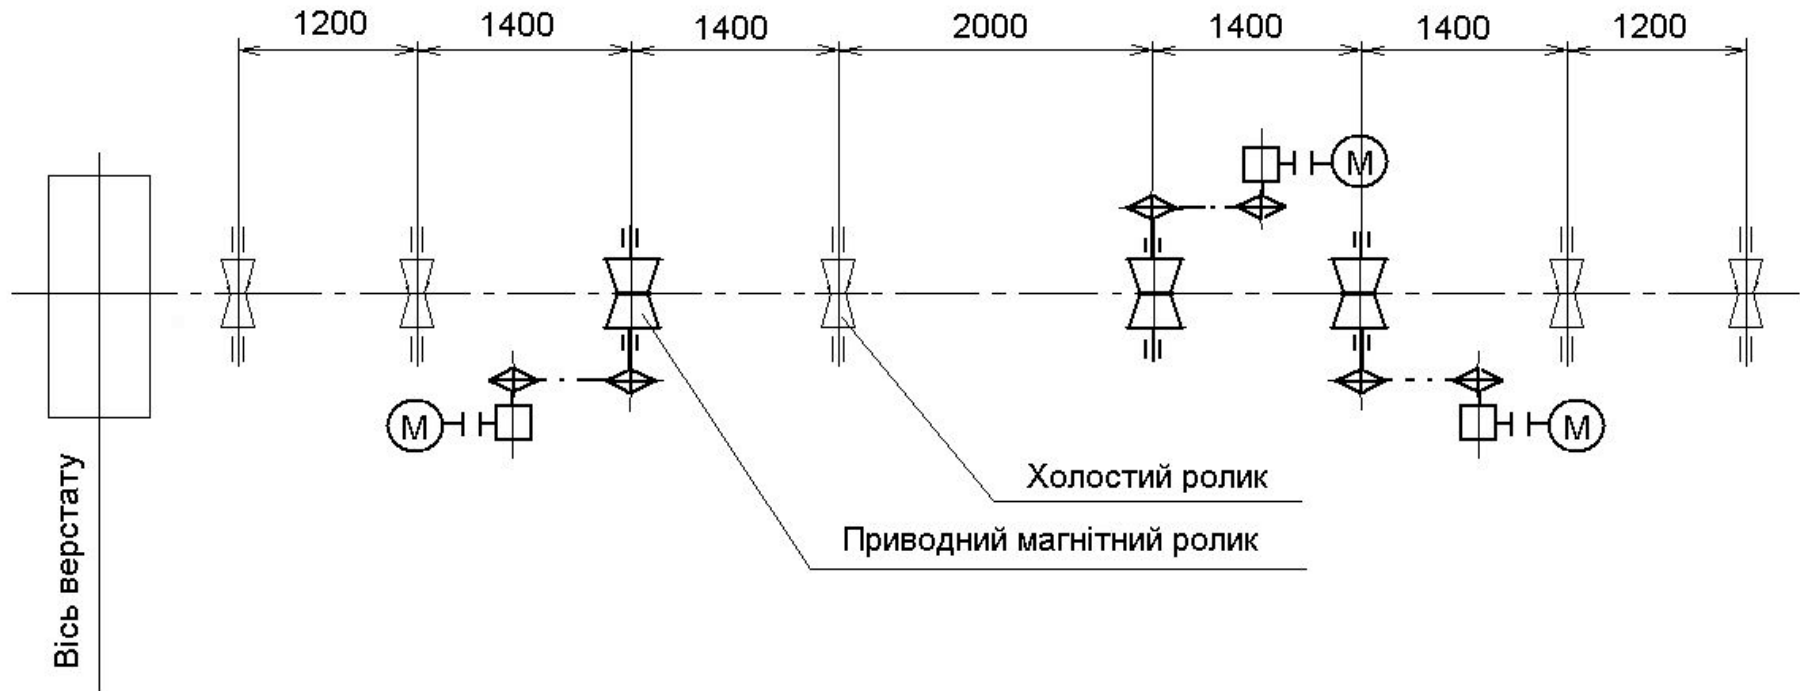 1200
1400
1400
2000
1400
1400
1200
М
М
М
Холостий ролик
Приводний магнітний ролик
Вісь верстату